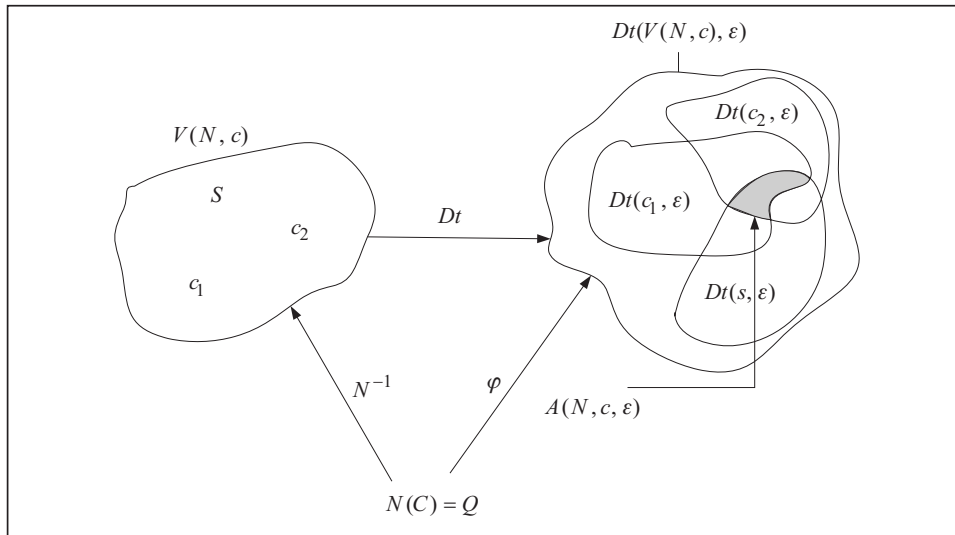 Dt(V(N, c), ε)
V(N, c)
Dt(c₂, ε)
S
Dt(c₁, ε)
Dt
c₂
c₁
Dt(s, ε)
N⁻¹
φ
A(N, c, ε)
N(C) = Q